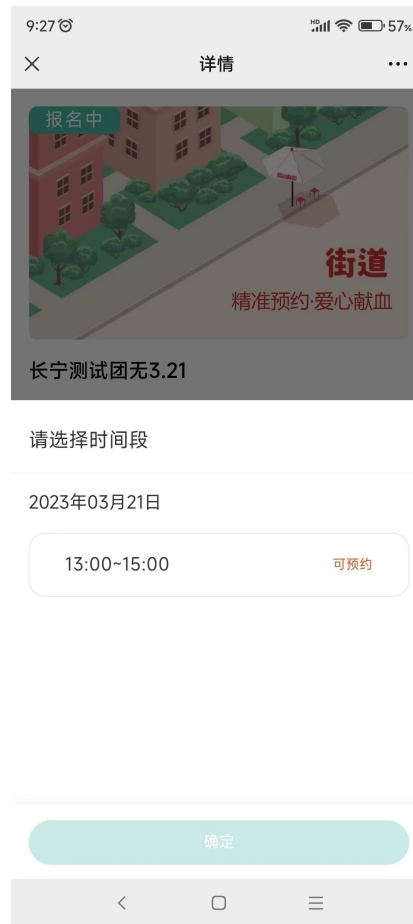 9:27
HD 57%
详情
报名中
街道
精准预约·爱心献血
长宁测试团无3.21
请选择时间段
2023年03月21日
13:00~15:00 可预约
确定